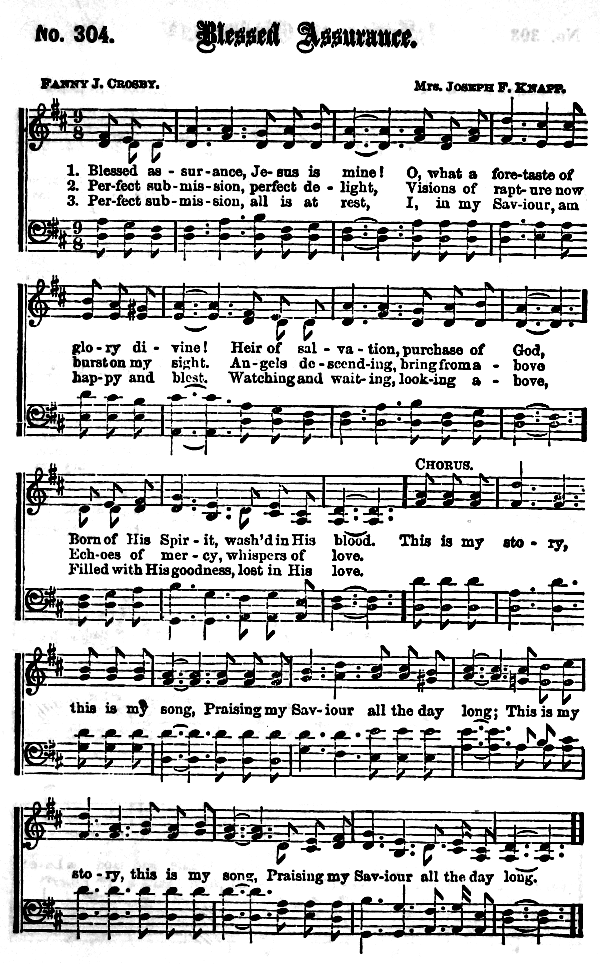 No. 304. Blessed Assurance.
FANNY J. CROSBY. MRS. JOSEPH F. KNAPP.
9 8
1. Blessed as - sur - ance, Je - sus is mine! O, what a fore-taste of
2. Per-fect sub-mis-sion, perfect de - light, Visions of rapt-ure now
3. Per-fect sub-mis-sion, all is at rest, I, in my Sav-iour, am
9 8
glo-ry di - vine! Heir of sal - va - tion, purchase of God,
burst on my sight. An-gels de-scend-ing, bring from a - bove
hap-py and blest. Watching and wait-ing, look-ing a - bove,
CHORUS.
Born of His Spir - it, wash'd in His blood. This is my sto - ry,
Ech-oes of mer-cy, whispers of love.
Filled with His goodness, lost in His love.
this is my song, Praising my Sav-iour all the day long; This is my
sto-ry, this is my song, Praising my Sav-iour all the day long.